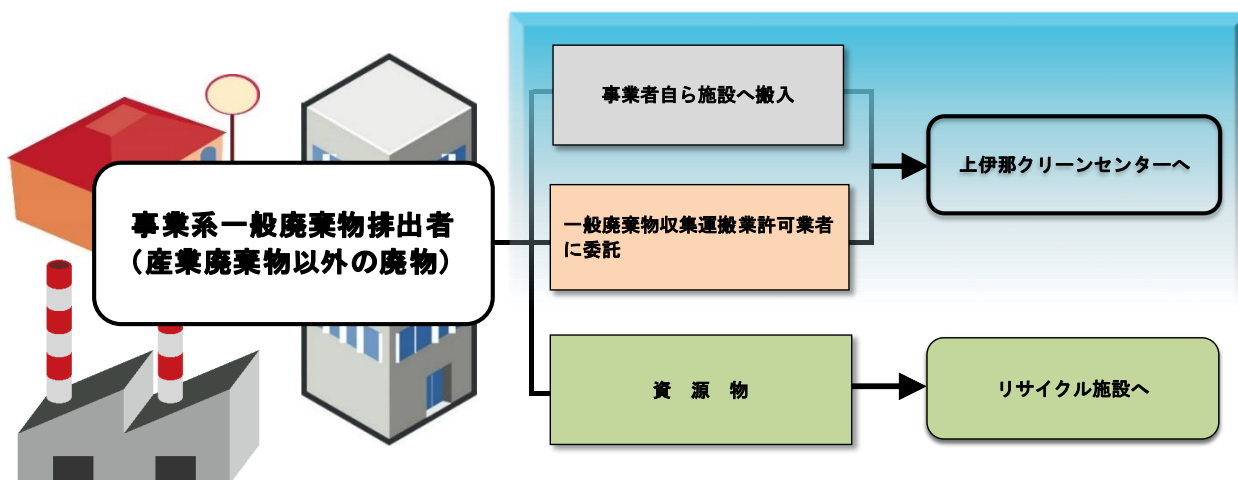 事業系一般廃棄物排出者
（産業廃棄物以外の廃物）
事業者自ら施設へ搬入
一般廃棄物収集運搬業許可業者
に委託
上伊那クリーンセンターへ
資　源　物
リサイクル施設へ